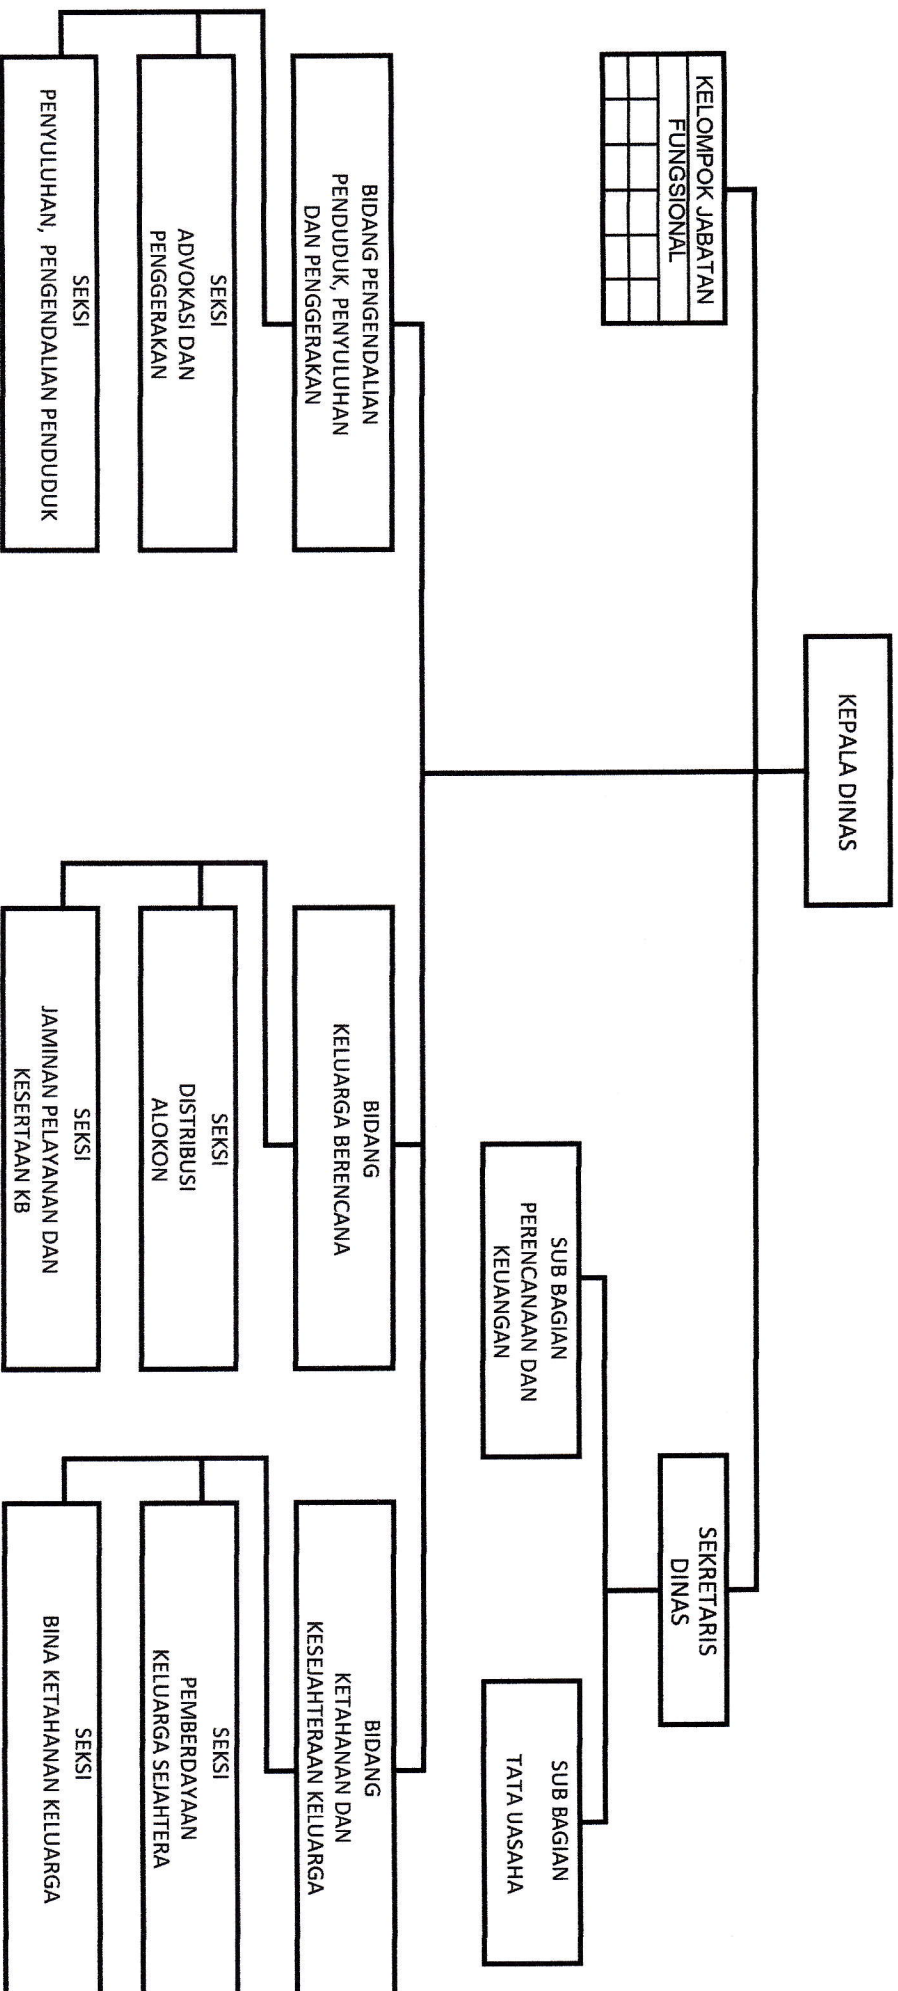 KEPALA DINAS
KELOMPOK JABATAN
FUNGSIONAL
SEKRETARIS
DINAS
SUB BAGIAN
PERENCANAAN DAN
KEUANGAN
SUB BAGIAN
TATA UASAHA
BIDANG PENGENDALIAN
PENDUDUK, PENYULUHAN
DAN PENGGERAKAN
BIDANG
KELUARGA BERENCANA
BIDANG
KETAHANAN DAN
KESEJAHTERAAN KELUARGA
SEKSI
ADVOKASI DAN
PENGGERAKAN
SEKSI
DISTRIBUSI
ALOKON
SEKSI
PEMBERDAYAAN
KELUARGA SEJAHTERA
SEKSI
PENYULUHAN, PENGENDALIAN PENDUDUK
SEKSI
JAMINAN PELAYANAN DAN
KESERTAAN KB
SEKSI
BINA KETAHANAN KELUARGA